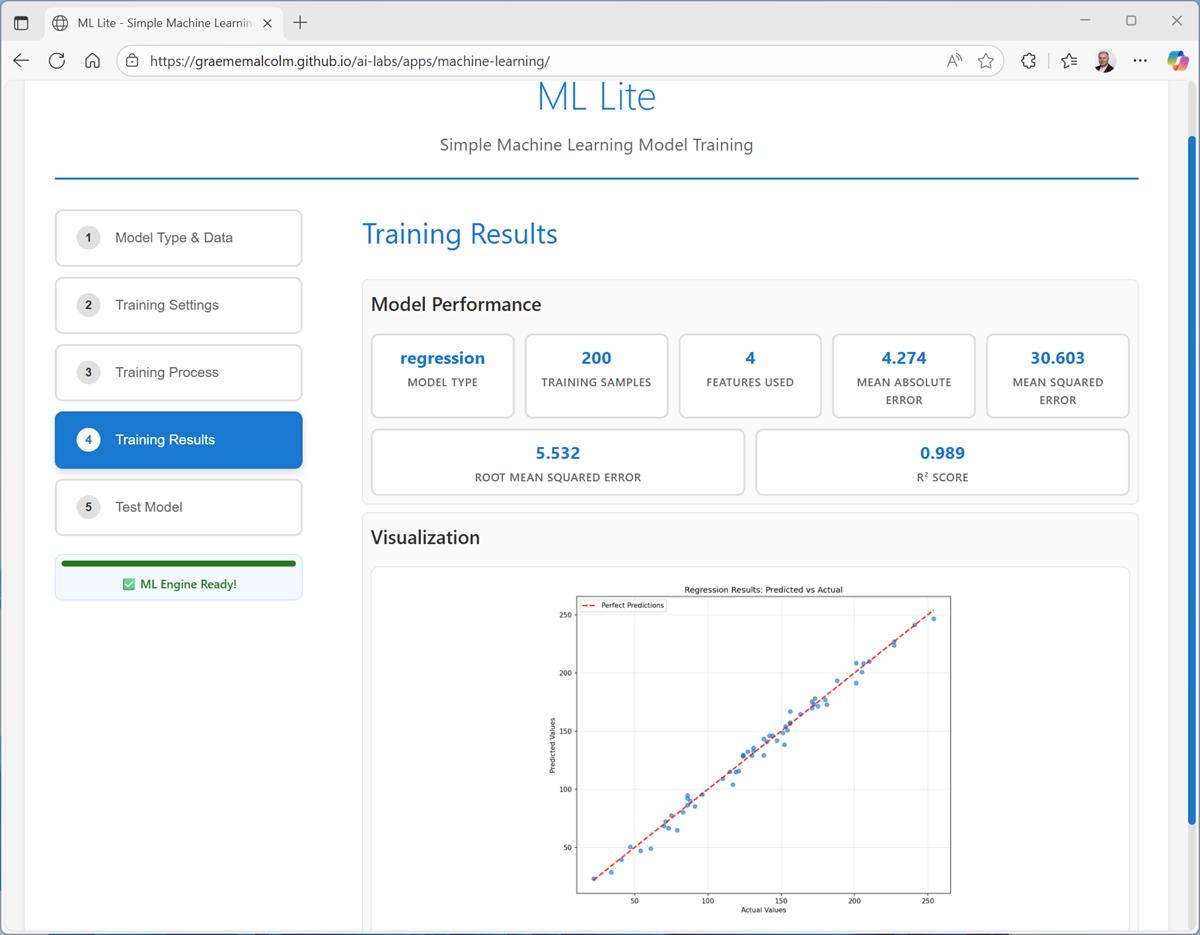 ML Lite - Simple Machine Learnin
https://graememalcolm.github.io/ai-labs/apps/machine-learning/
ML Lite
Simple Machine Learning Model Training
1 Model Type & Data
2 Training Settings
3 Training Process
4 Training Results
5 Test Model
ML Engine Ready!
Training Results
Model Performance
regression
MODEL TYPE
200
TRAINING SAMPLES
4
FEATURES USED
4.274
MEAN ABSOLUTE
ERROR
30.603
MEAN SQUARED
ERROR
5.532
ROOT MEAN SQUARED ERROR
0.989
R² SCORE
Visualization
Regression Results: Predicted vs Actual
Perfect Predictions
250
200
150
100
50
Predicted Values
50 100 150 200 250
Actual Values